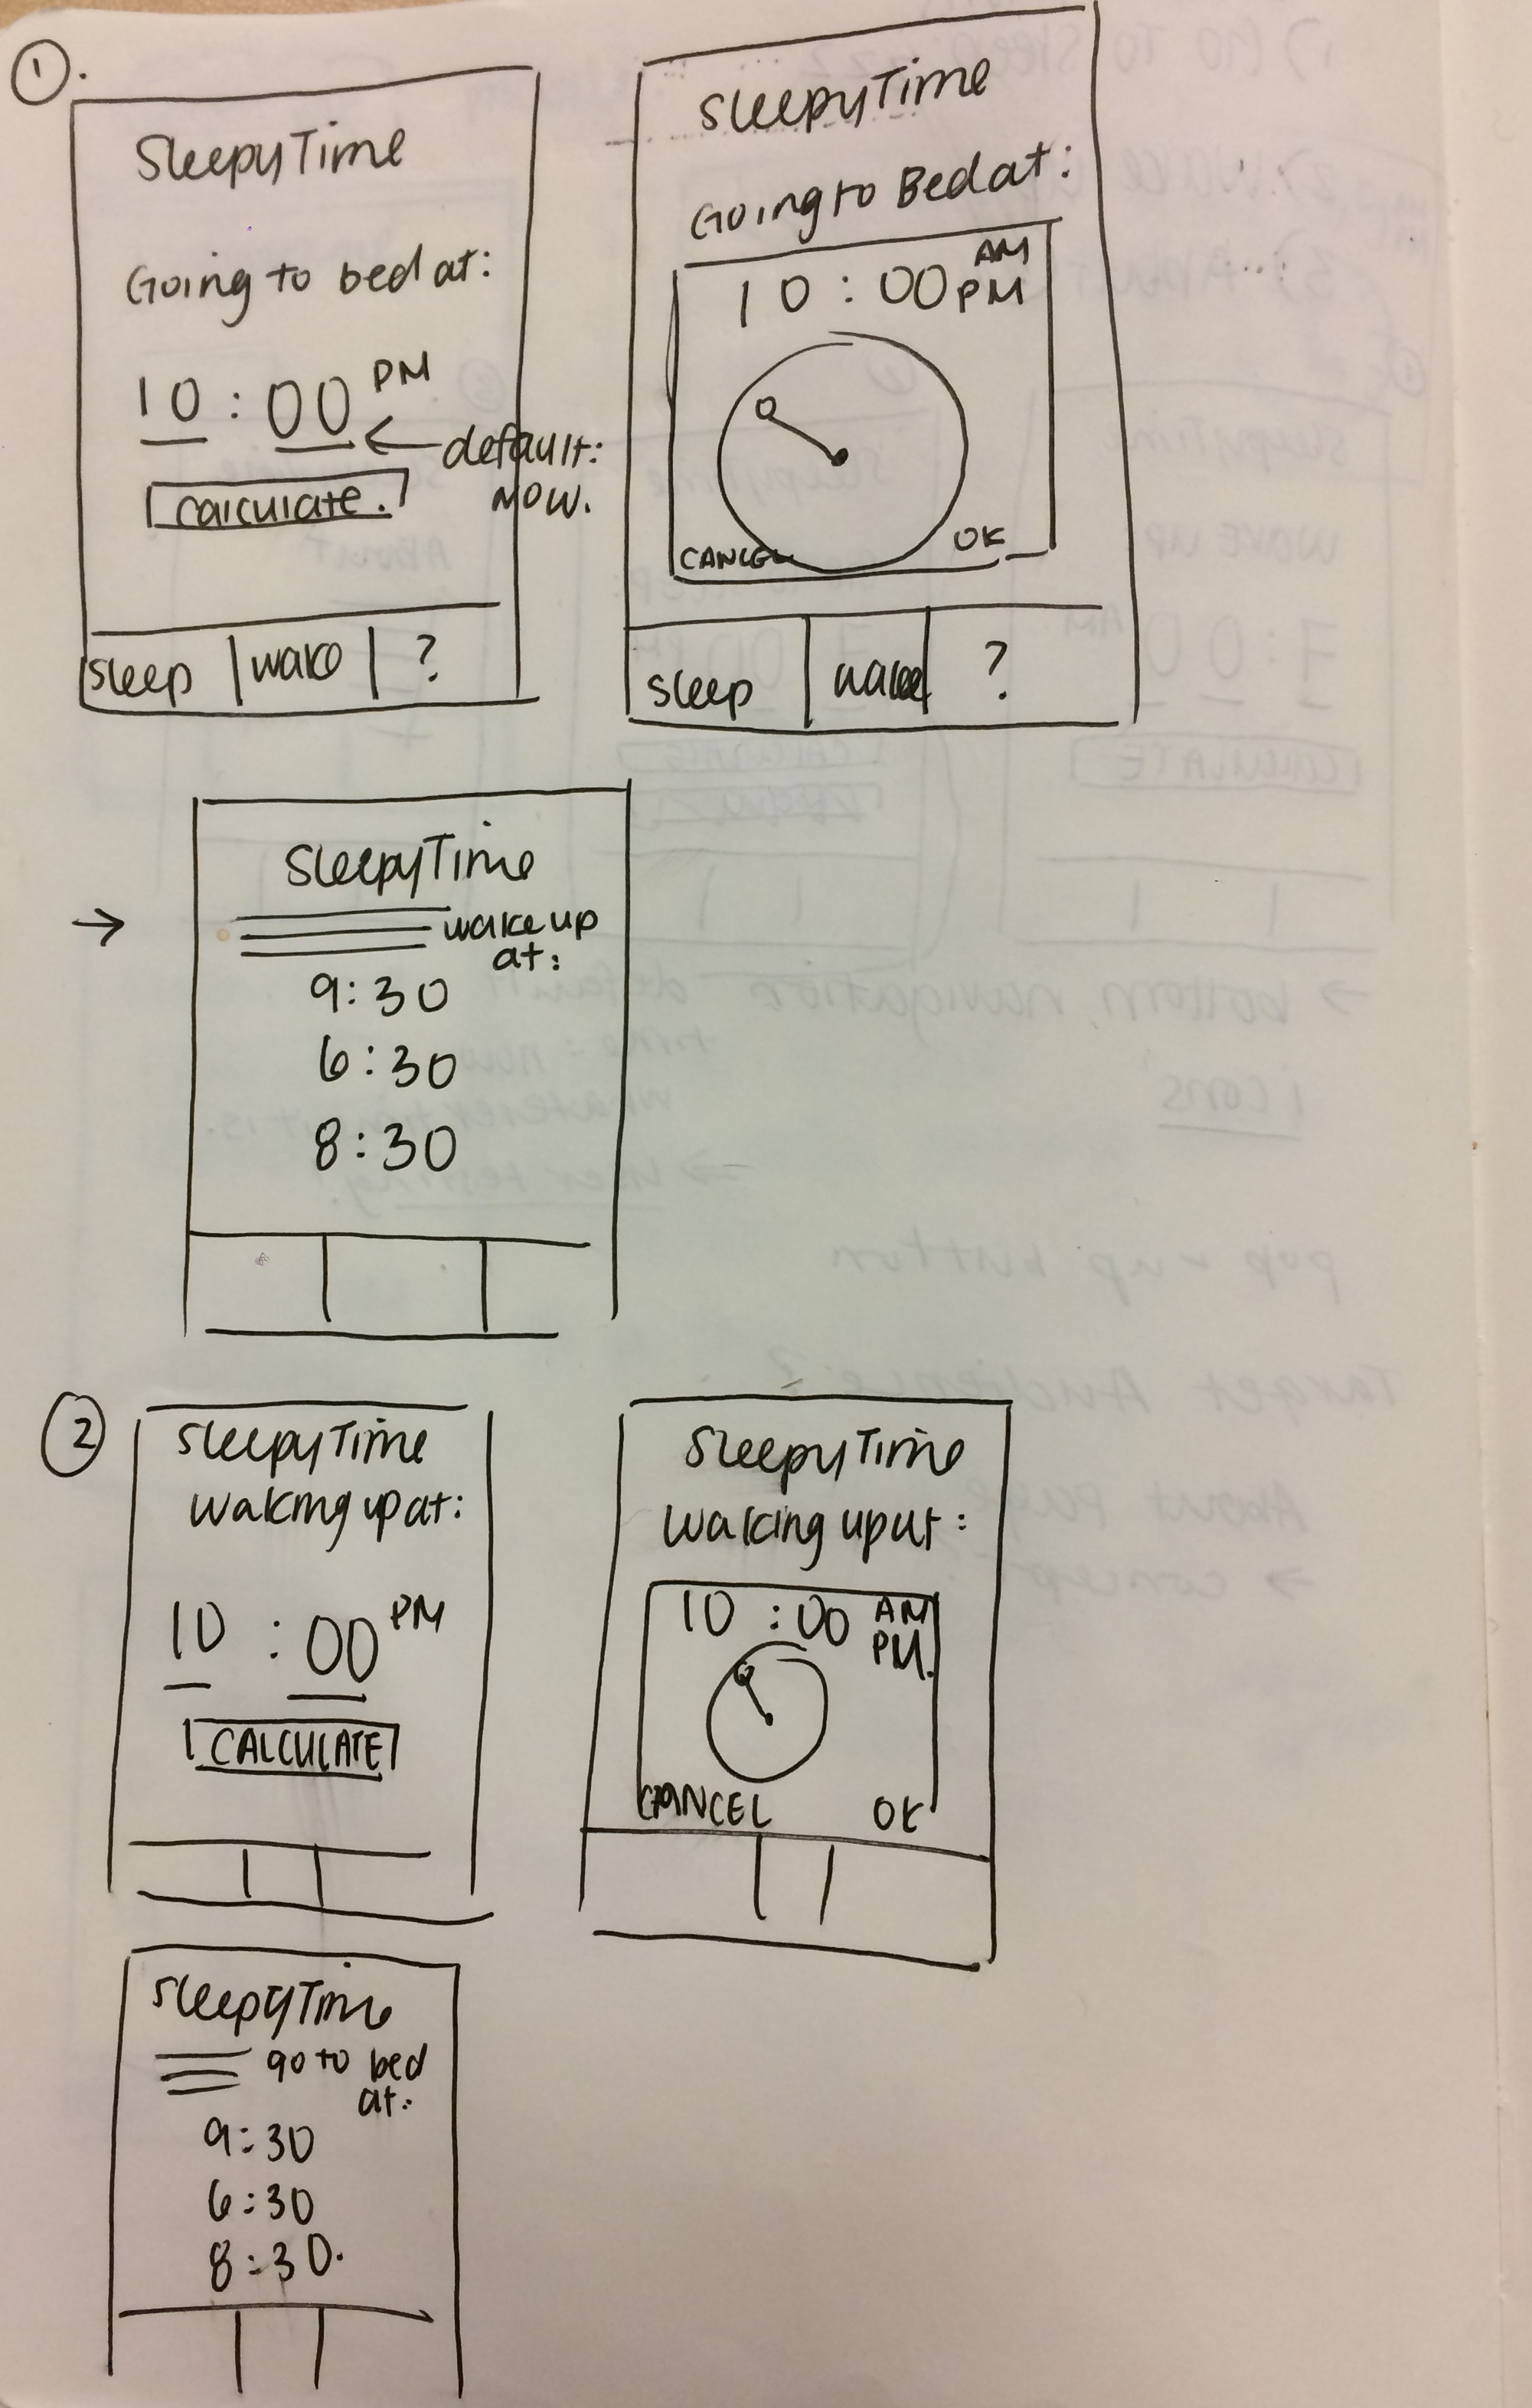 1.
SleepyTime
Going to bed at:
10:00 PM
← default:
now.
calculate.
sleep | wake | ?
SleepyTime
Going to Bed at:
10:00 AM
PM
CANCEL OK
sleep ?
→
SleepyTime
wake up
at:
9:30
6:30
8:30
2
SleepyTime
waking up at:
10:00 PM
CALCULATE
SleepyTime
waking up at:
10:00 AM
PM.
CANCEL OK
SleepyTime
go to bed
at:
9:30
6:30
8:30.